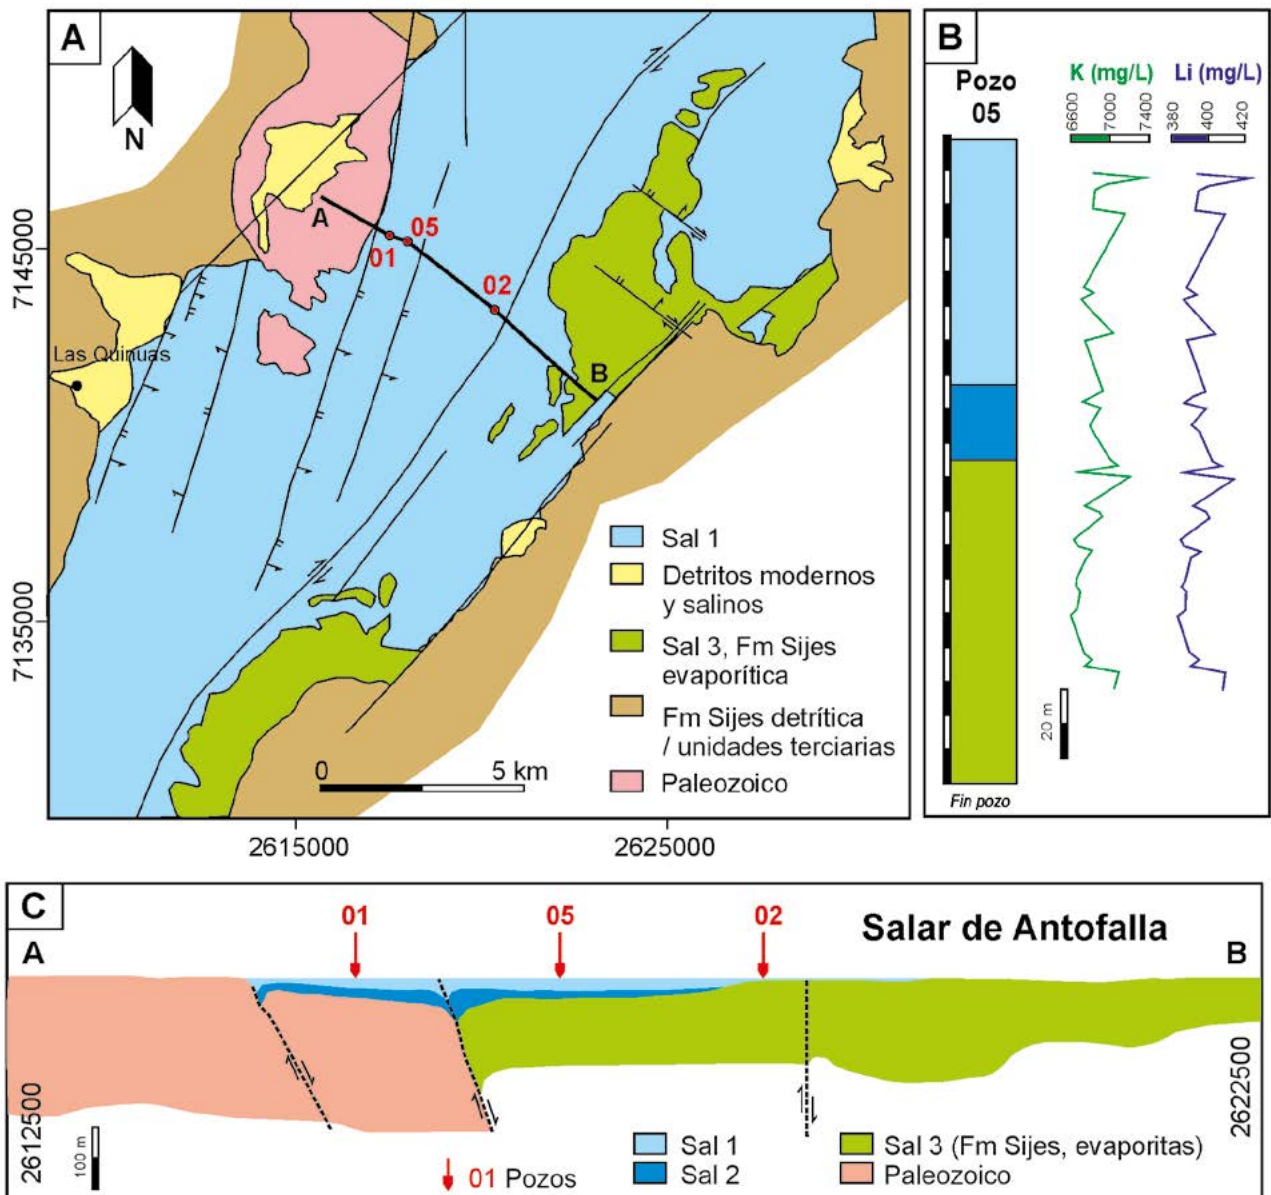 A
N
A
01
05
02
B
Las Quinuas
7145000
7135000
2615000
2625000
0
5 km
Sal 1
Detritos modernos
y salinos
Sal 3, Fm Sijes
evaporítica
Fm Sijes detrítica
/ unidades terciarias
Paleozoico
B
Pozo
05
K (mg/L)
6600
7000
7400
Li (mg/L)
380
400
420
20 m
Fin pozo
C
A
01
05
02
Salar de Antofalla
B
2612500
2622500
100 m
01 Pozos
Sal 1
Sal 2
Sal 3 (Fm Sijes, evaporitas)
Paleozoico